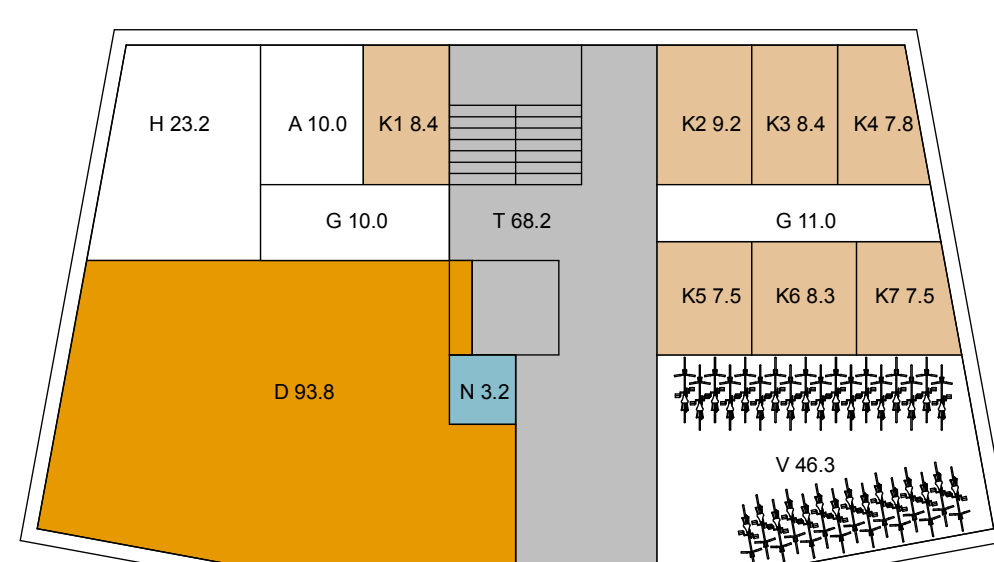 H 23.2
A 10.0
K1 8.4
K2 9.2
K3 8.4
K4 7.8
G 10.0
T 68.2
G 11.0
K5 7.5
K6 8.3
K7 7.5
D 93.8
N 3.2
V 46.3